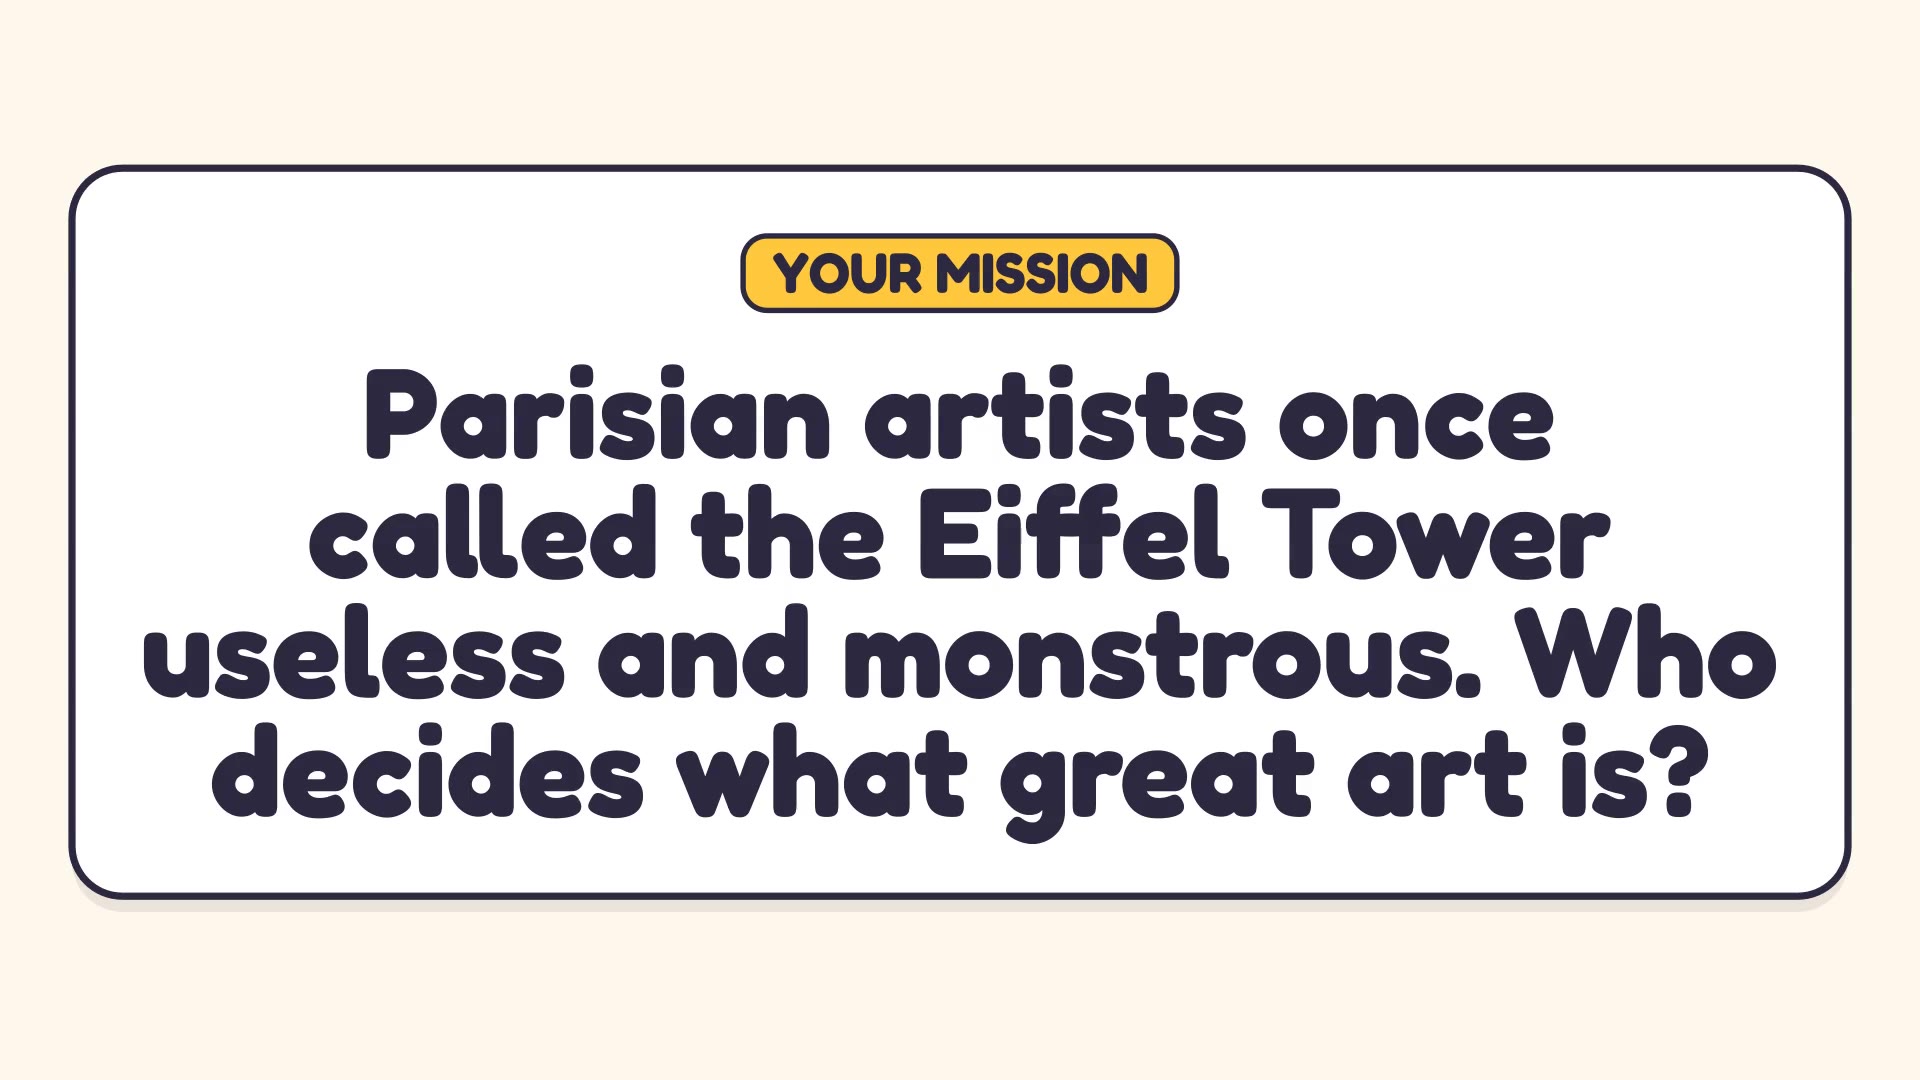 YOUR MISSION
Parisian artists once
called the Eiffel Tower
useless and monstrous. Who
decides what great art is?